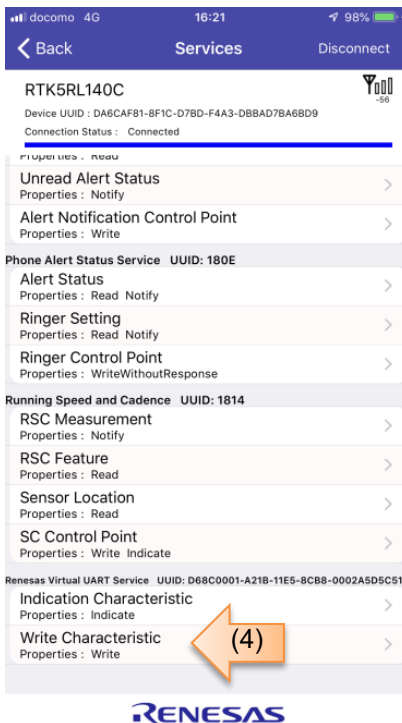 docomo 4G 16:21 98%
Back Services Disconnect
RTK5RL140C
-56
Device UUID : DA6CAF81-8F1C-D7BD-F4A3-DBBAD7BA6BD9
Connection Status : Connected
Properties : Read
Unread Alert Status
Properties : Notify
Alert Notification Control Point
Properties : Write
Phone Alert Status Service UUID: 180E
Alert Status
Properties : Read Notify
Ringer Setting
Properties : Read Notify
Ringer Control Point
Properties : WriteWithoutResponse
Running Speed and Cadence UUID: 1814
RSC Measurement
Properties : Notify
RSC Feature
Properties : Read
Sensor Location
Properties : Read
SC Control Point
Properties : Write Indicate
Renesas Virtual UART Service UUID: D68C0001-A21B-11E5-8CB8-0002A5D5C51
Indication Characteristic
Properties : Indicate
Write Characteristic
Properties : Write
(4)
RENESAS